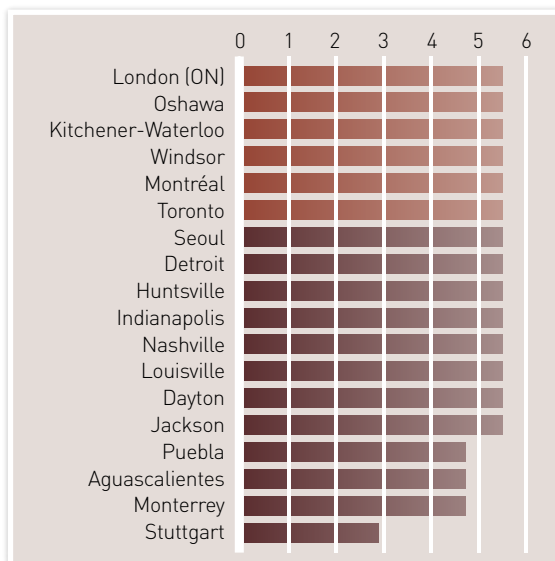 0 1 2 3 4 5 6
London (ON)
Oshawa
Kitchener-Waterloo
Windsor
Montréal
Toronto
Seoul
Detroit
Huntsville
Indianapolis
Nashville
Louisville
Dayton
Jackson
Puebla
Aguascalientes
Monterrey
Stuttgart